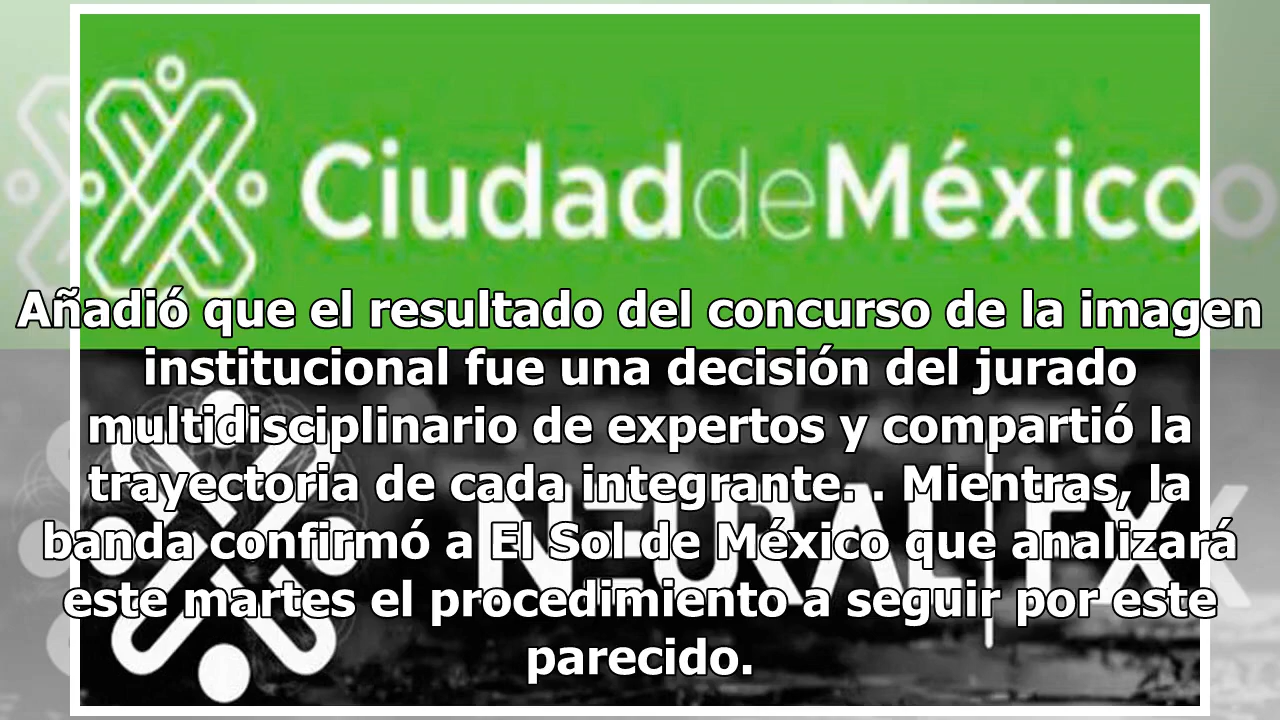 CiudaddeMéxico
Añadió que el resultado del concurso de la imagen
institucional fue una decisión del jurado
multidisciplinario de expertos y compartió la
trayectoria de cada integrante. . Mientras, la
banda confirmó a El Sol de México que analizará
este martes el procedimiento a seguir por este
parecido.
NEURAL|FX